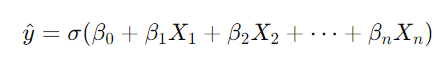 ŷ = σ(β₀ + β₁X₁ + β₂X₂ + ⋯ + βₙXₙ)